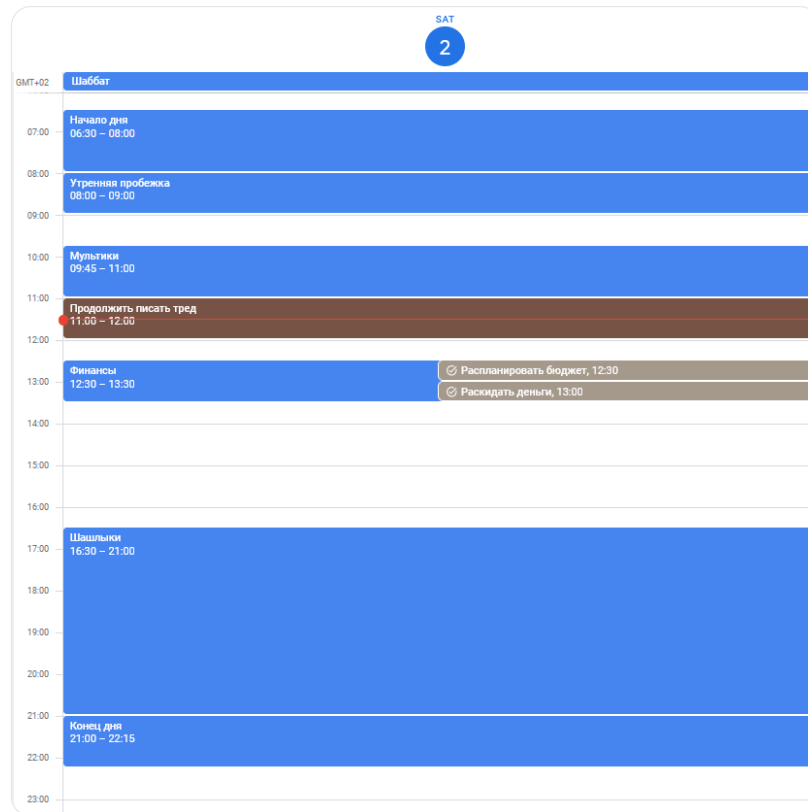 SAT
2
GMT+02
Шаббат
Начало дня
06:30 – 08:00
07:00
08:00
Утренняя пробежка
08:00 – 09:00
09:00
Мультики
10:00
09:45 – 11:00
11:00
Продолжить писать тред
11:00 – 12:00
12:00
Финансы
Распланировать бюджет, 12:30
13:00
12:30 – 13:30
Раскидать деньги, 13:00
14:00
15:00
16:00
Шашлыки
17:00
16:30 – 21:00
18:00
19:00
20:00
21:00
Конец дня
21:00 – 22:15
22:00
23:00